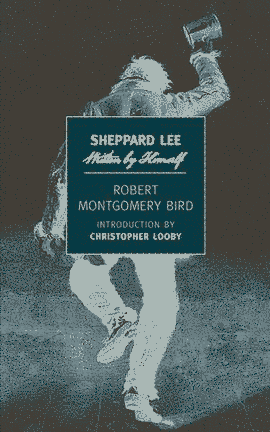 SHEPPARD LEE
Written by Himself
ROBERT
MONTGOMERY BIRD
INTRODUCTION BY
CHRISTOPHER LOOBY